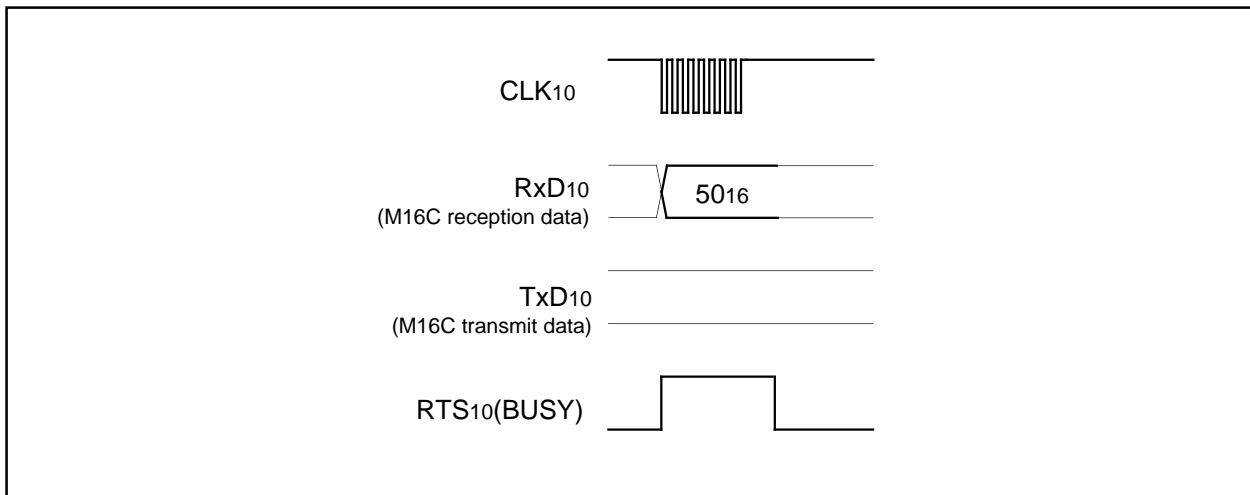 CLK10
RxD10
(M16C reception data)
5016
TxD10
(M16C transmit data)
RTS10(BUSY)